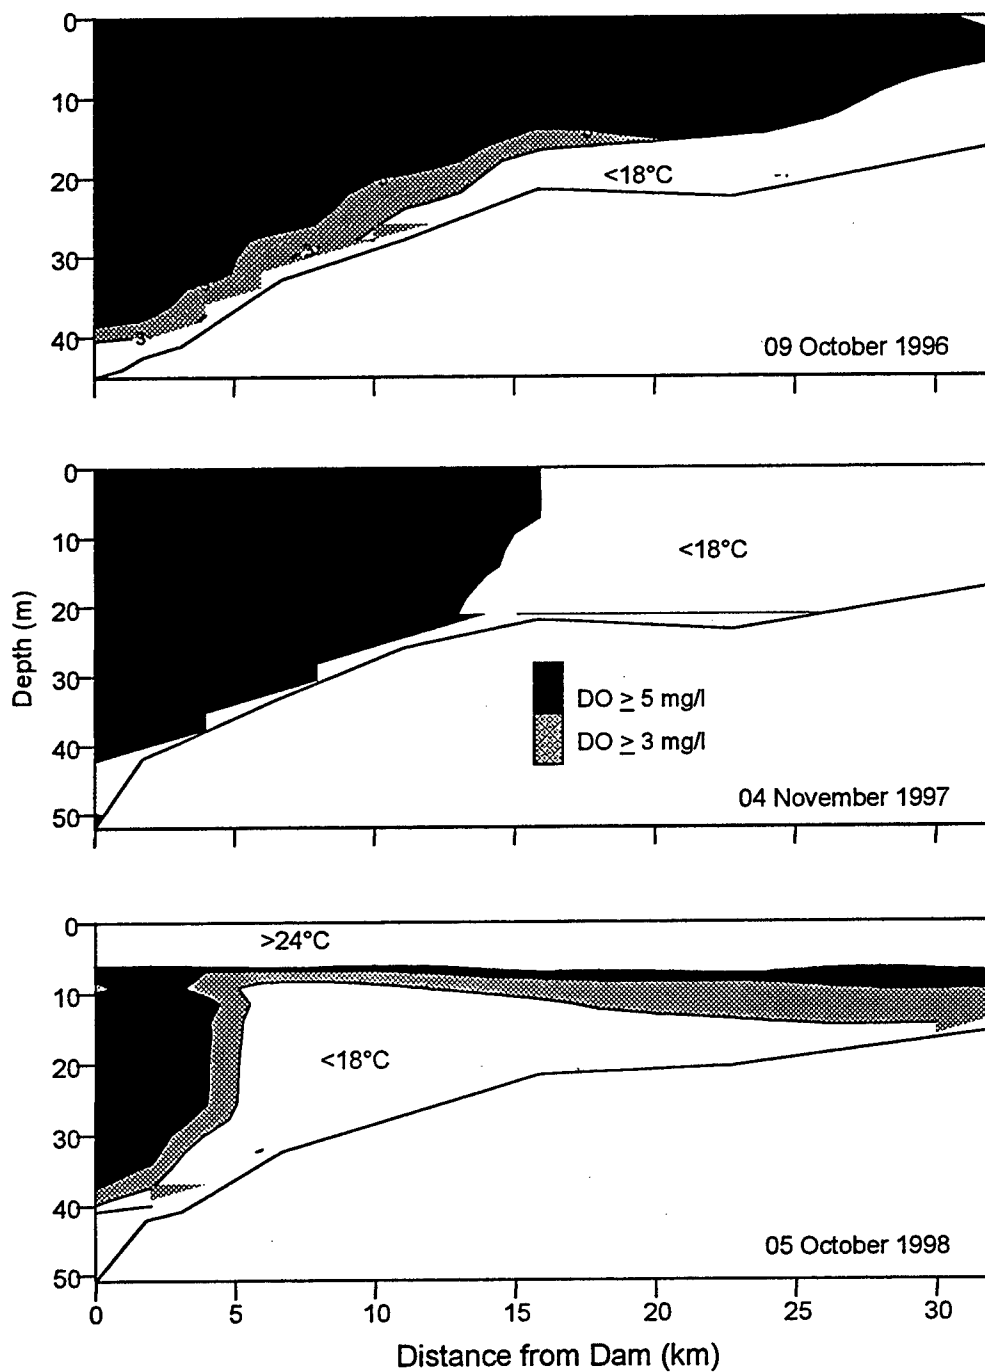 0
10
20
30
40
<18°C
3
09 October 1996
0
10
20
30
40
50
Depth (m)
<18°C
DO ≥ 5 mg/l
DO ≥ 3 mg/l
04 November 1997
0
10
20
30
40
50
>24°C
<18°C
05 October 1998
0 5 10 15 20 25 30
Distance from Dam (km)